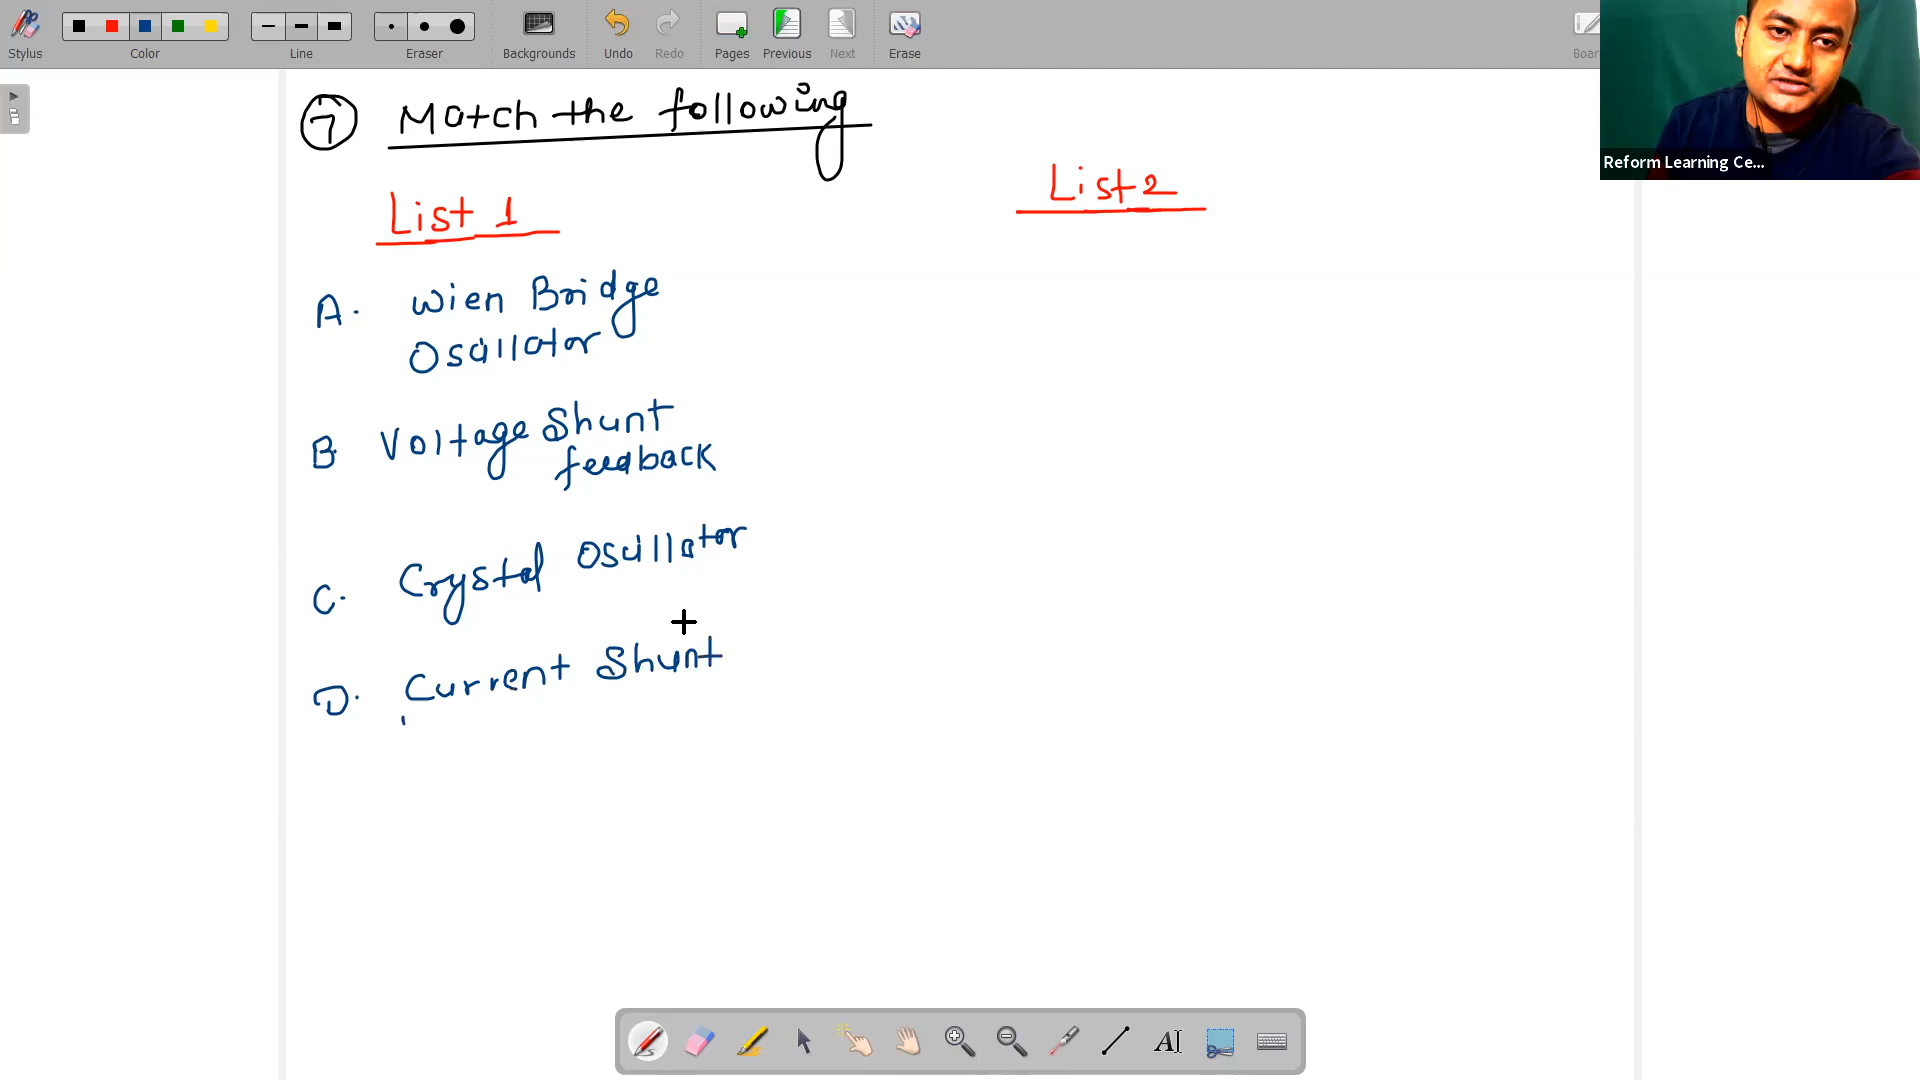 Stylus
Color
Line
Eraser
Backgrounds
Undo
Redo
Pages
Previous
Next
Erase
Reform Learning Ce...
7 Match the following
List 1
List 2
A. Wien Bridge
Oscillator
B. Voltage Shunt
feedback
C. Crystal Oscillator
D. Current Shunt